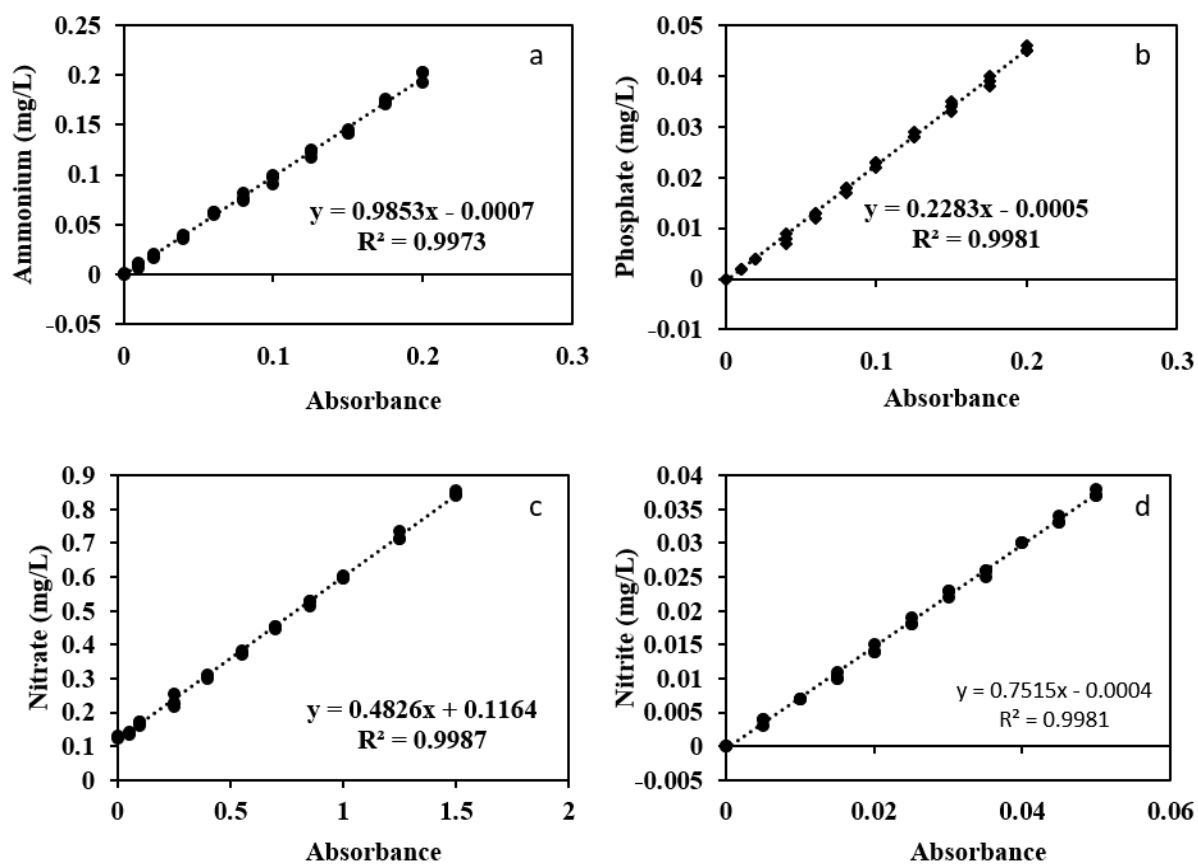 a
Ammonium (mg/L)
0.25
0.2
0.15
0.1
0.05
0
-0.05
y = 0.9853x - 0.0007
R² = 0.9973
0 0.1 0.2 0.3
Absorbance
b
Phosphate (mg/L)
0.05
0.04
0.03
0.02
0.01
0
-0.01
y = 0.2283x - 0.0005
R² = 0.9981
0 0.1 0.2 0.3
Absorbance
c
Nitrate (mg/L)
0.9
0.8
0.7
0.6
0.5
0.4
0.3
0.2
0.1
0
y = 0.4826x + 0.1164
R² = 0.9987
0 0.5 1 1.5 2
Absorbance
d
Nitrite (mg/L)
0.04
0.035
0.03
0.025
0.02
0.015
0.01
0.005
0
-0.005
y = 0.7515x - 0.0004
R² = 0.9981
0 0.02 0.04 0.06
Absorbance